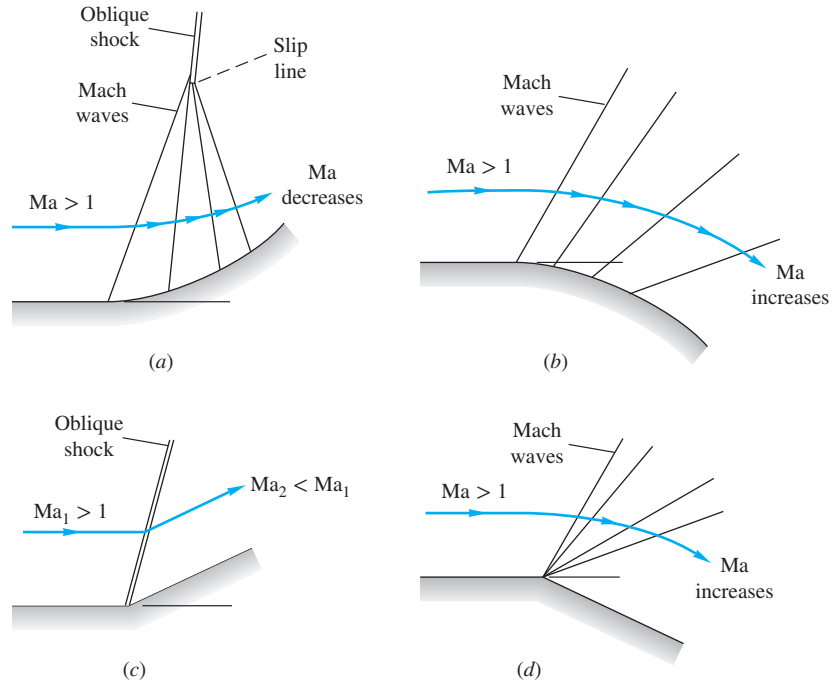 Oblique
shock
Slip
line
Mach
waves
Ma > 1
Ma
decreases
(a)
Mach
waves
Ma > 1
Ma
increases
(b)
Oblique
shock
Ma₁ > 1
Ma₂ < Ma₁
(c)
Mach
waves
Ma > 1
Ma
increases
(d)